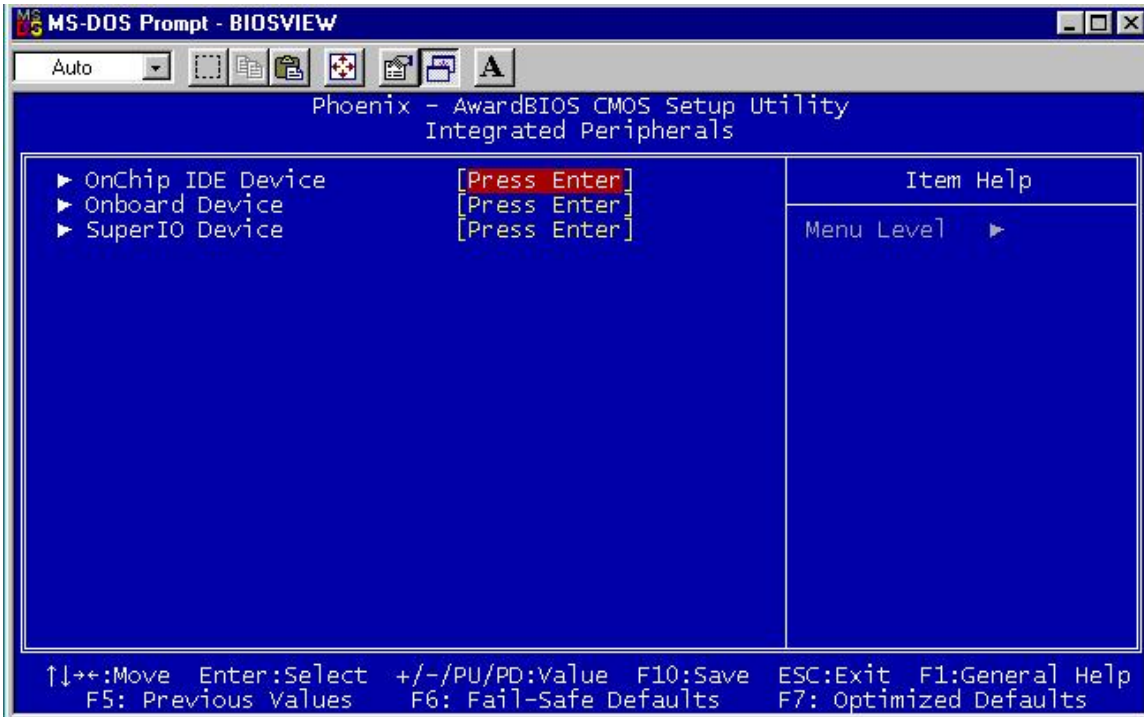 MS-DOS Prompt - BIOSVIEW
Auto
A
Phoenix - AwardBIOS CMOS Setup Utility
Integrated Peripherals
► OnChip IDE Device [Press Enter]
► Onboard Device [Press Enter]
► SuperIO Device [Press Enter]
Item Help
Menu Level ►
↑↓→←:Move Enter:Select +/-/PU/PD:Value F10:Save ESC:Exit F1:General Help
F5: Previous Values F6: Fail-Safe Defaults F7: Optimized Defaults